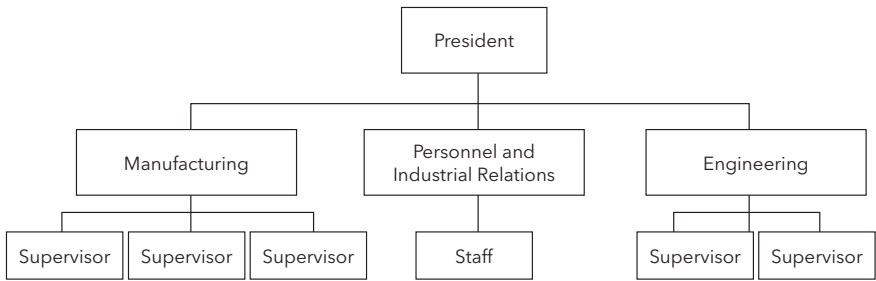 President
Manufacturing
Personnel and
Industrial Relations
Engineering
Supervisor
Supervisor
Supervisor
Staff
Supervisor
Supervisor